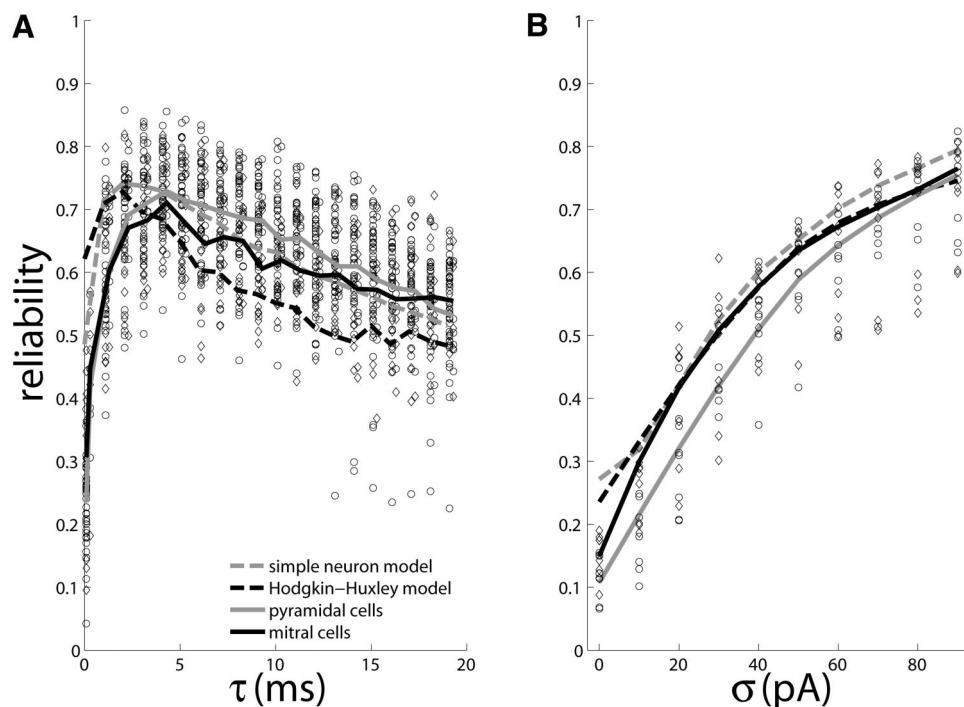 A
B
1
0.9
0.8
0.7
0.6
0.5
0.4
0.3
0.2
0.1
0
reliability
simple neuron model
Hodgkin–Huxley model
pyramidal cells
mitral cells
0 5 10 15 20
τ (ms)
1
0.9
0.8
0.7
0.6
0.5
0.4
0.3
0.2
0.1
0
0 20 40 60 80
σ (pA)